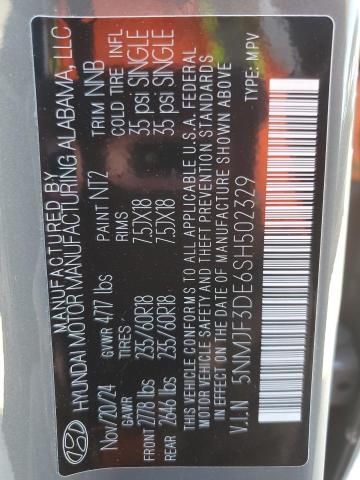 MANUFACTURED BY
HYUNDAI MOTOR MANUFACTURING ALABAMA, LLC
Nov/20/24 PAINT NT2 TRIM NNB
GVWR 4717 lbs
GAWR TIRES RIMS COLD TIRE INFL
FRONT 2778 lbs 235/60R18 7.5JX18 35 psi SINGLE
REAR 2646 lbs 235/60R18 7.5JX18 35 psi SINGLE
THIS VEHICLE CONFORMS TO ALL APPLICABLE U.S.A. FEDERAL
MOTOR VEHICLE SAFETY AND BUMPER AND THEFT
PREVENTION STANDARDS
IN EFFECT ON THE DATE OF MANUFACTURE SHOWN ABOVE
V.I.N 5NMJF3DE6SH502329
TYPE: MPV